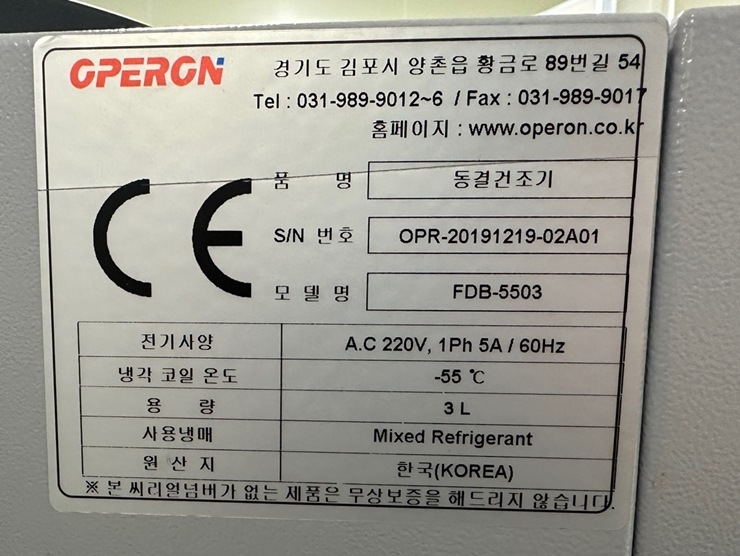 OPERON
경기도 김포시 양촌읍 황금로 89번길 54
Tel : 031-989-9012~6 / Fax : 031-989-9017
홈페이지 : www.operon.co.kr
CE
품 명 동결건조기
S/N 번호 OPR-20191219-02A01
모델명 FDB-5503
전기사양 A.C 220V, 1Ph 5A / 60Hz
냉각 코일 온도 -55 ℃
용 량 3 L
사용냉매 Mixed Refrigerant
원 산 지 한국(KOREA)
※ 본 씨리얼넘버가 없는 제품은 무상보증을 해드리지 않습니다.